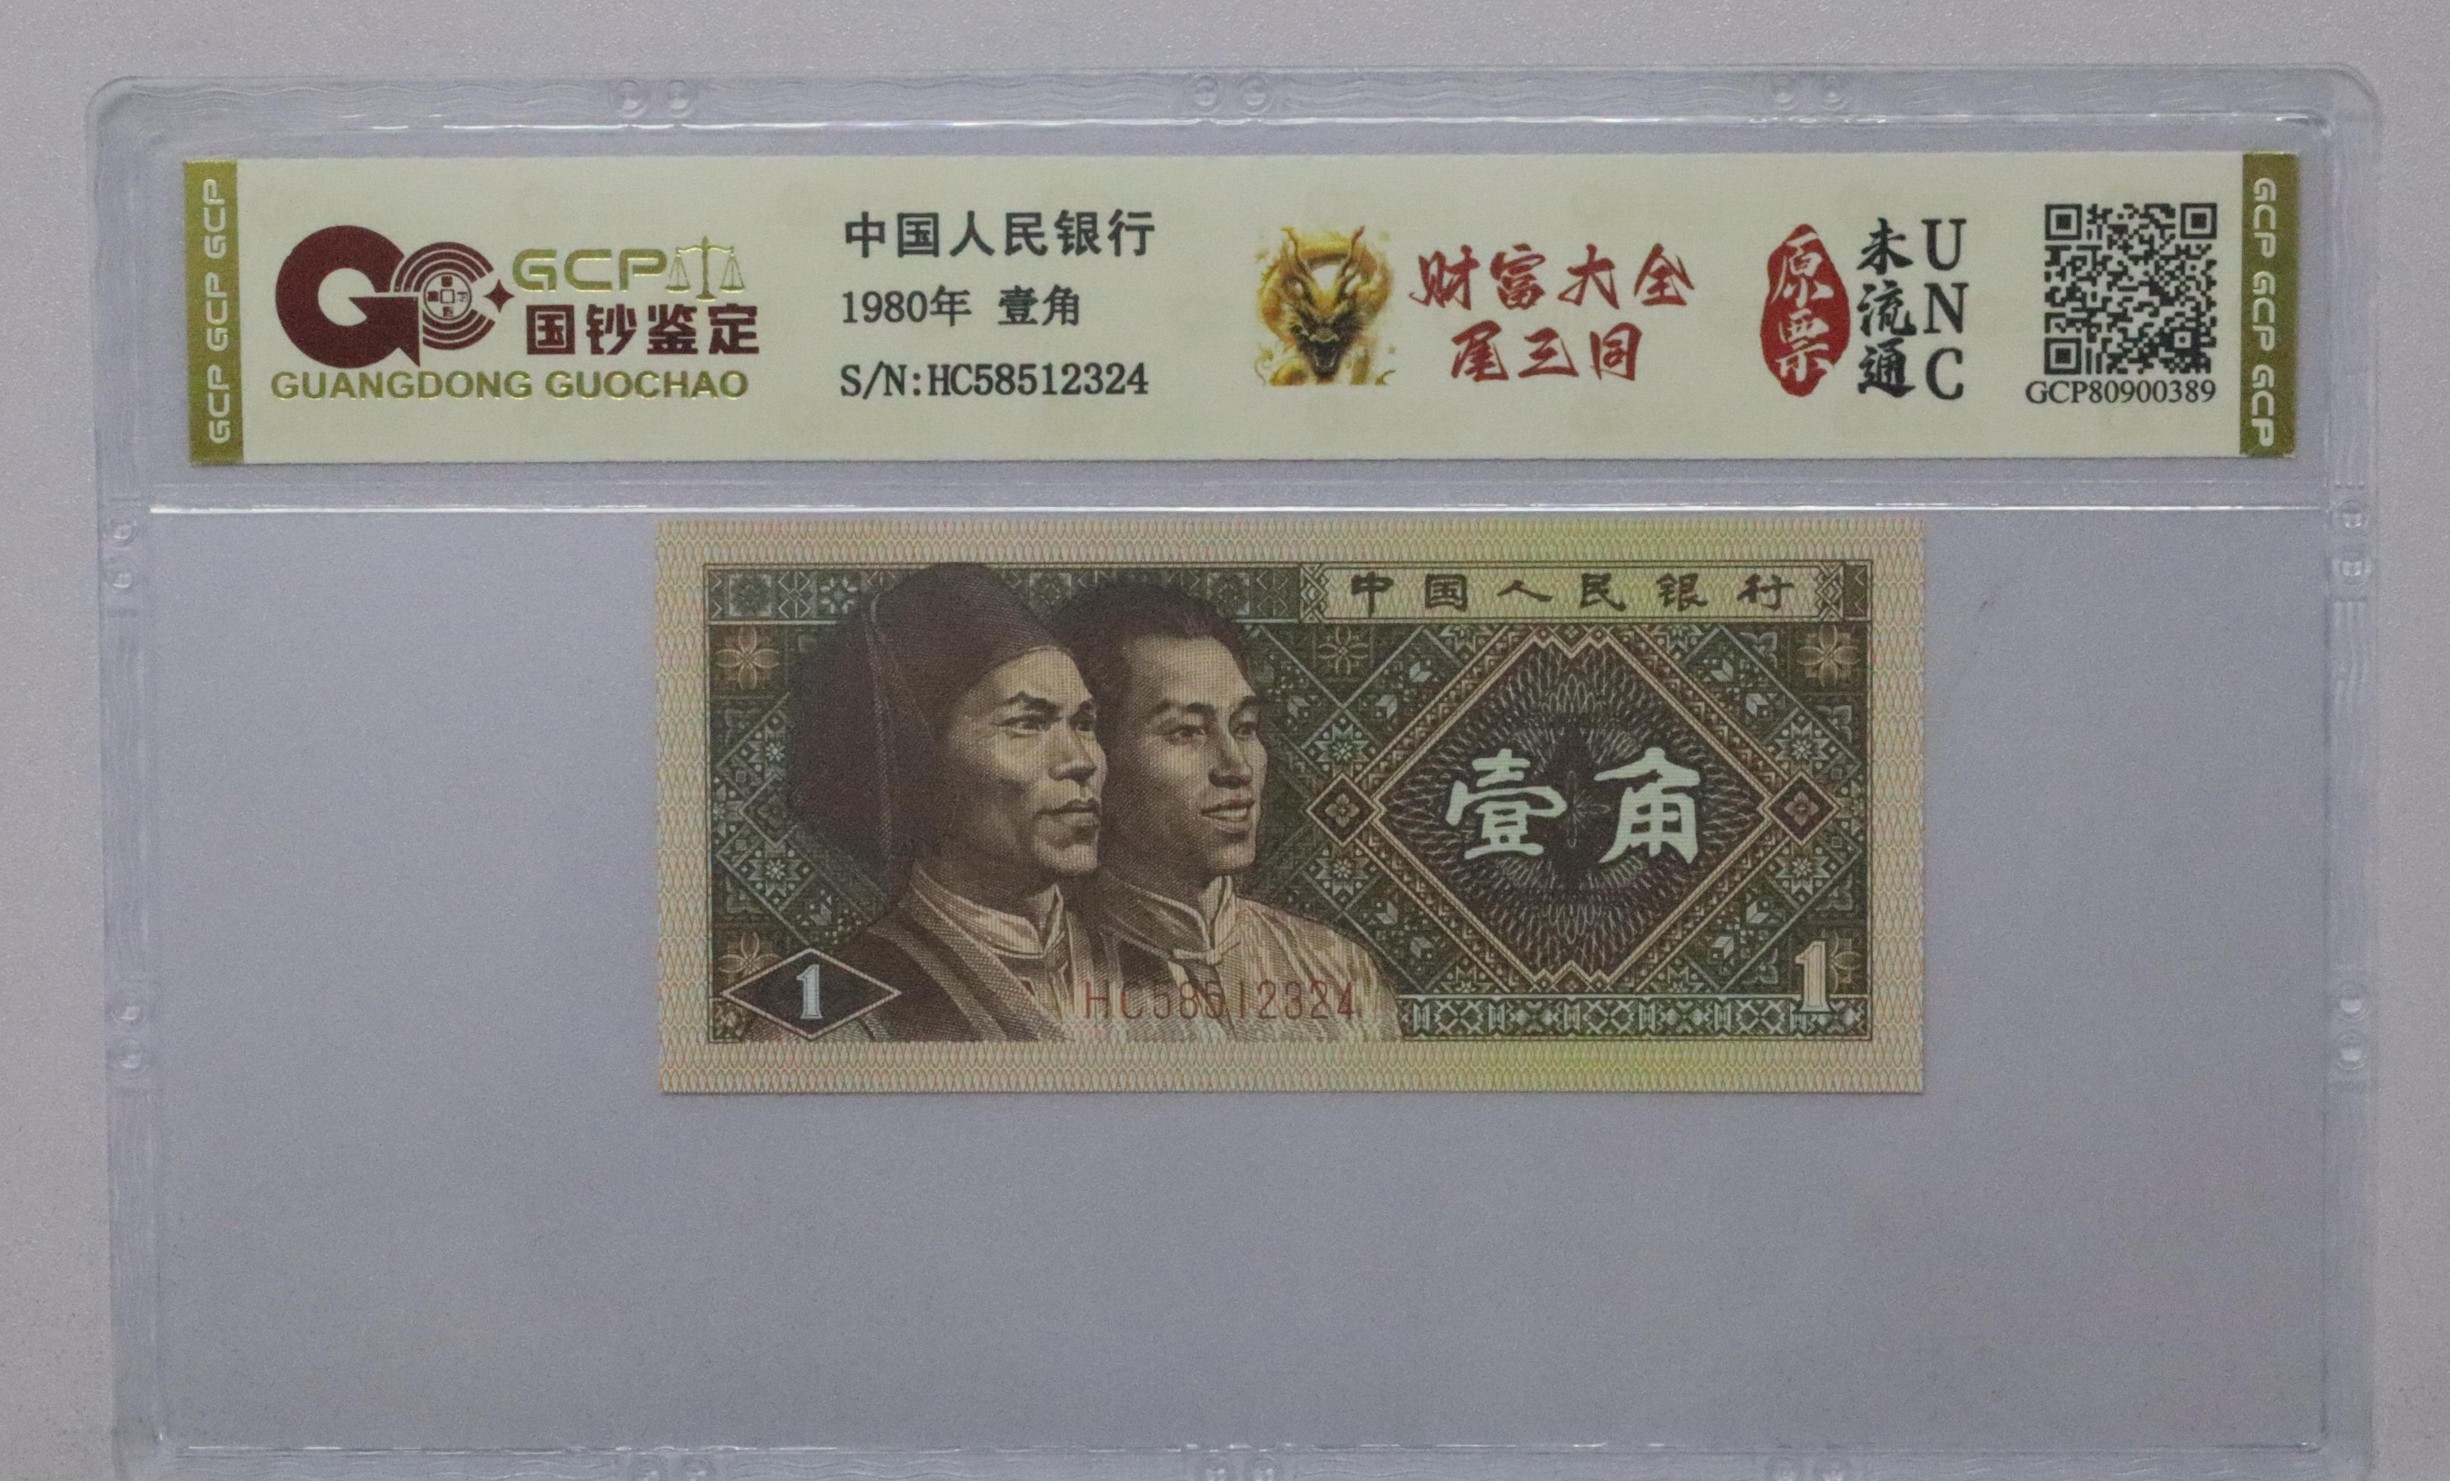 GCP GCP GCP
GCP
国钞鉴定
GUANGDONG GUOCHAO
中国人民银行
1980年 壹角
S/N:HC58512324
财富大全
尾三同
原票
未流通
UNC
GCP80900389
GCP GCP GCP
中国人民银行
壹角
1
HC58512324
1